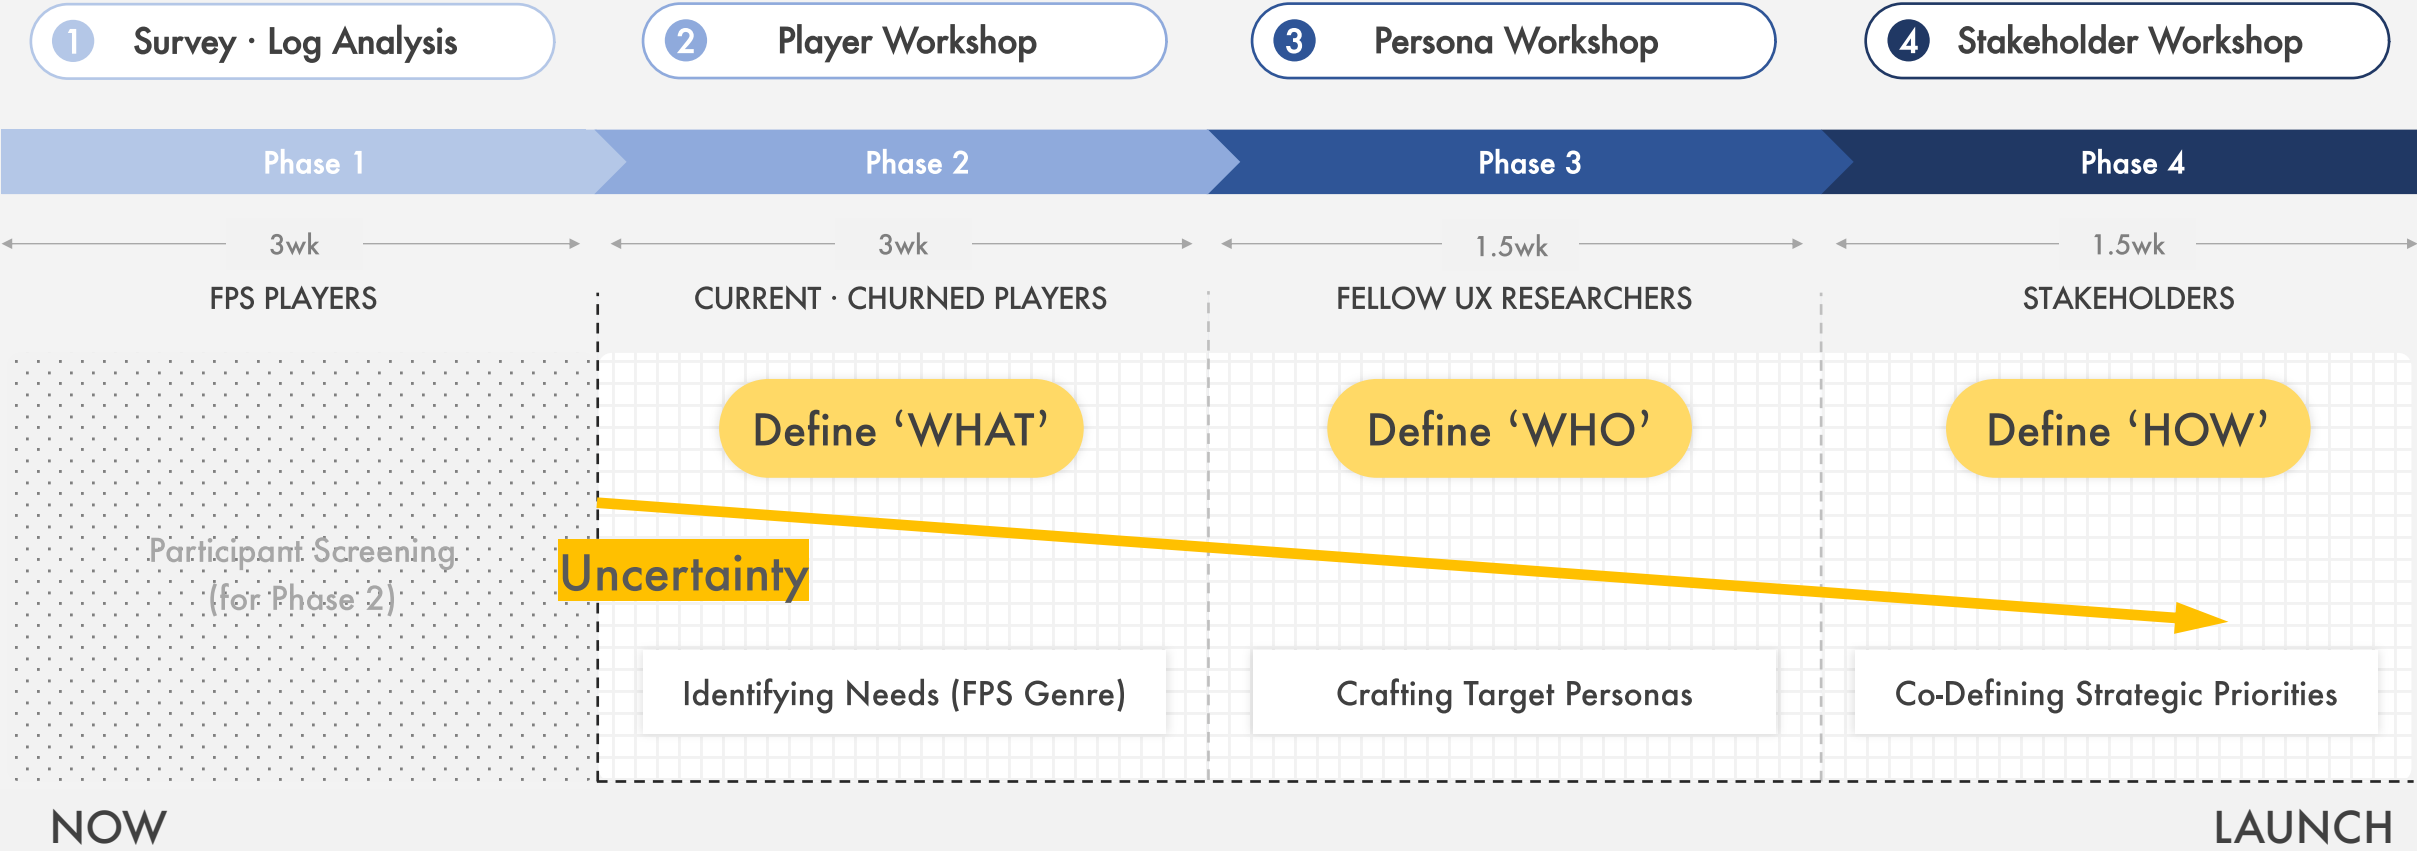 1 Survey · Log Analysis
2 Player Workshop
3 Persona Workshop
4 Stakeholder Workshop
Phase 1
Phase 2
Phase 3
Phase 4
3wk
3wk
1.5wk
1.5wk
FPS PLAYERS
CURRENT · CHURNED PLAYERS
FELLOW UX RESEARCHERS
STAKEHOLDERS
Define ‘WHAT’
Define ‘WHO’
Define ‘HOW’
Participant Screening
(for Phase 2)
Uncertainty
Identifying Needs (FPS Genre)
Crafting Target Personas
Co-Defining Strategic Priorities
NOW
LAUNCH